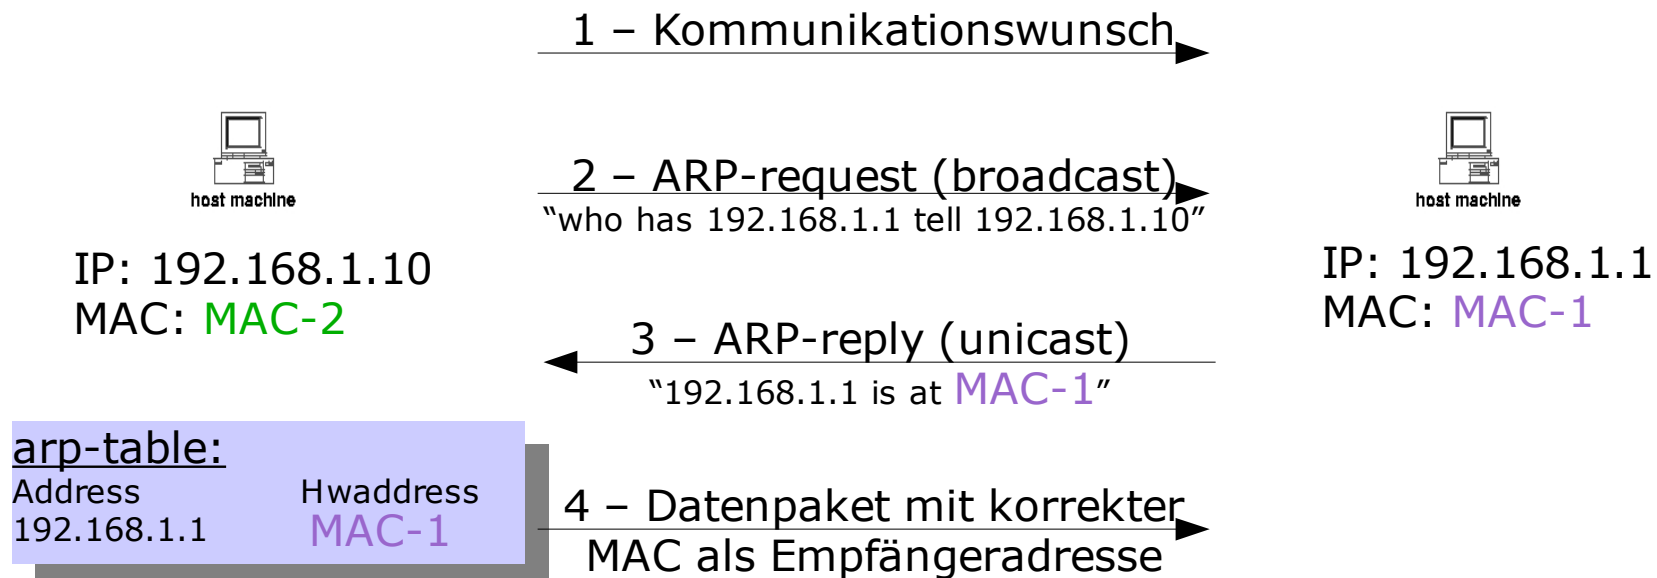 1 – Kommunikationswunsch
host machine
host machine
2 – ARP-request (broadcast)
“who has 192.168.1.1 tell 192.168.1.10”
IP: 192.168.1.10
MAC: MAC-2
IP: 192.168.1.1
MAC: MAC-1
3 – ARP-reply (unicast)
“192.168.1.1 is at MAC-1”
arp-table:
Address Hwaddress
192.168.1.1 MAC-1
4 – Datenpaket mit korrekter
MAC als Empfängeradresse